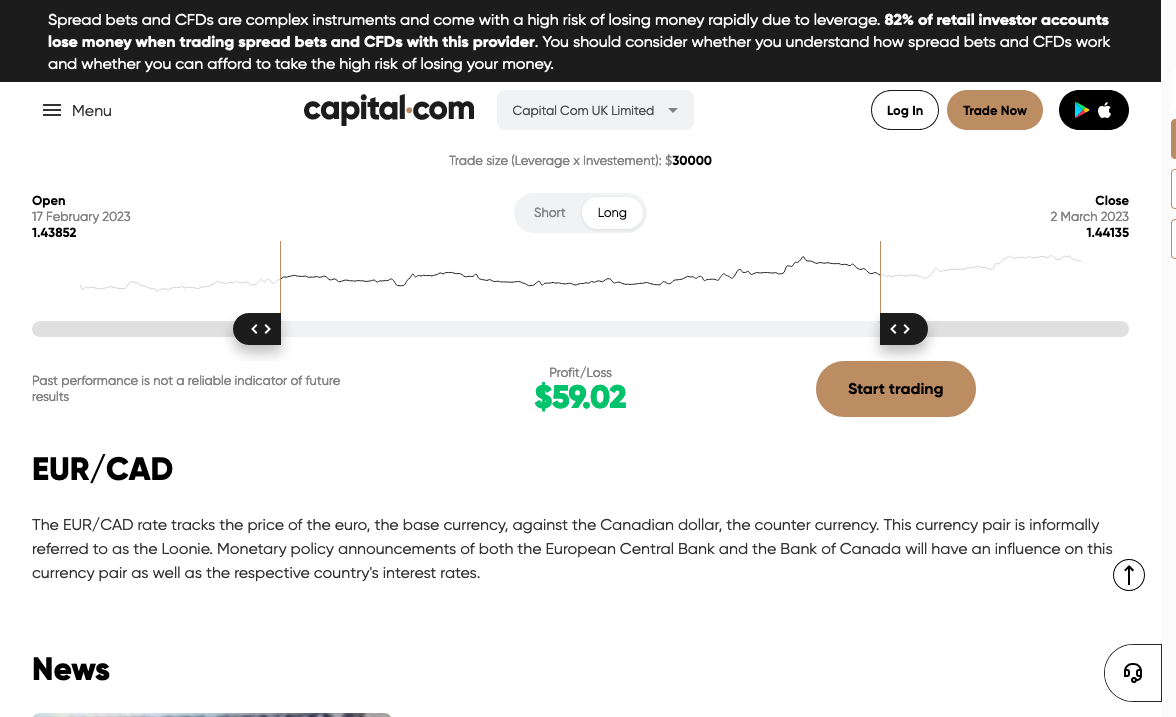 Spread bets and CFDs are complex instruments and come with a high risk of losing money rapidly due to leverage. 82% of retail investor accounts
lose money when trading spread bets and CFDs with this provider. You should consider whether you understand how spread bets and CFDs work
and whether you can afford to take the high risk of losing your money.
Menu
capital.com
Capital Com UK Limited
Log In
Trade Now
Trade size (Leverage x Investement): $30000
Open
17 February 2023
1.43852
Short
Long
Close
2 March 2023
1.44135
Past performance is not a reliable indicator of future
results
Profit/Loss
$59.02
Start trading
EUR/CAD
The EUR/CAD rate tracks the price of the euro, the base currency, against the Canadian dollar, the counter currency. This currency pair is informally
referred to as the Loonie. Monetary policy announcements of both the European Central Bank and the Bank of Canada will have an influence on this
currency pair as well as the respective country's interest rates.
News